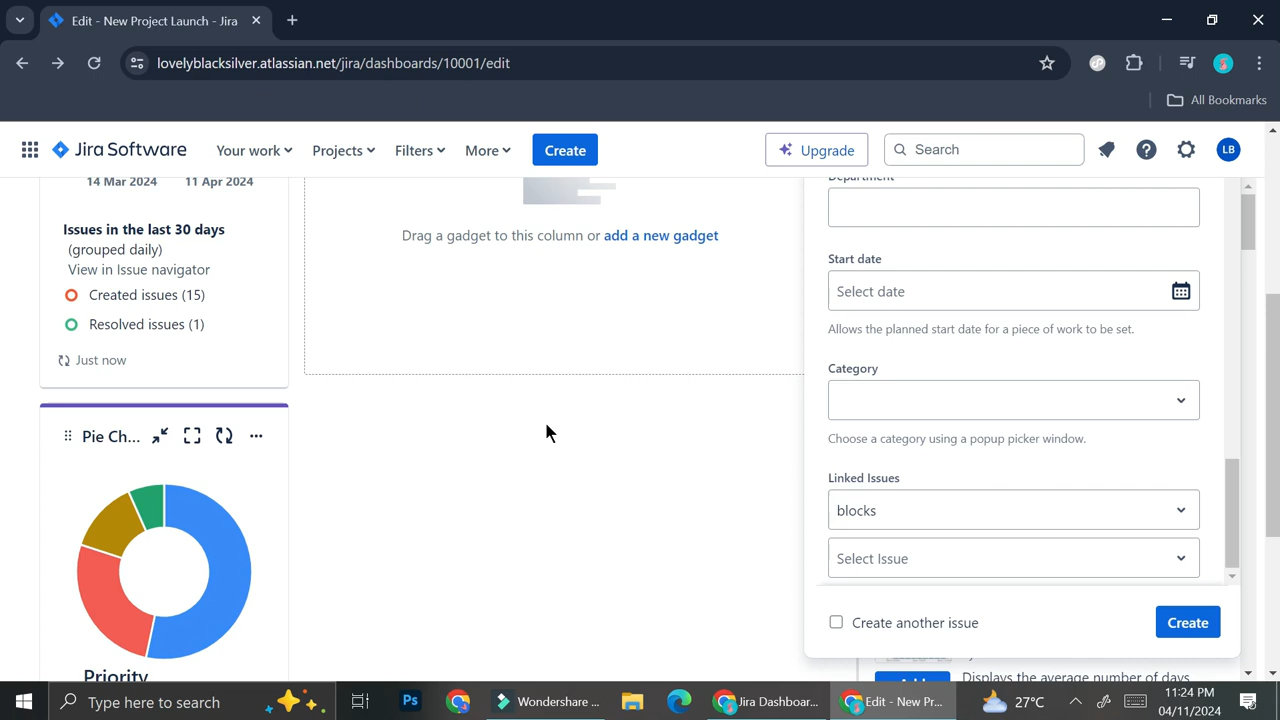 Edit - New Project Launch - Jira
lovelyblacksilver.atlassian.net/jira/dashboards/10001/edit
All Bookmarks
Jira Software
Your work
Projects
Filters
More
Create
Upgrade
Search
LB
14 Mar 2024 11 Apr 2024
Issues in the last 30 days
(grouped daily)
View in Issue navigator
Created issues (15)
Resolved issues (1)
Just now
Drag a gadget to this column or add a new gadget
Pie Ch...
Priority
Department
Start date
Select date
Allows the planned start date for a piece of work to be set.
Category
Choose a category using a popup picker window.
Linked Issues
blocks
Select Issue
Create another issue
Create
Displays the average number of days
Type here to search
Ps
Wondershare ...
Jira Dashboar...
Edit - New Pr...
27°C
11:24 PM
04/11/2024